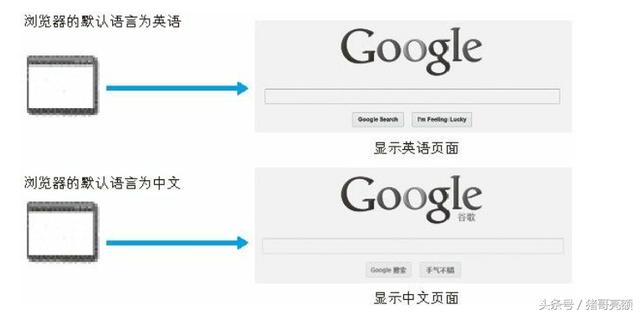 浏览器的默认语言为英语
Google
Google Search
I'm Feeling Lucky
显示英语页面
浏览器的默认语言为中文
Google
谷歌
Google 搜索
手气不错
显示中文页面
头条号 / 猪哥亮额